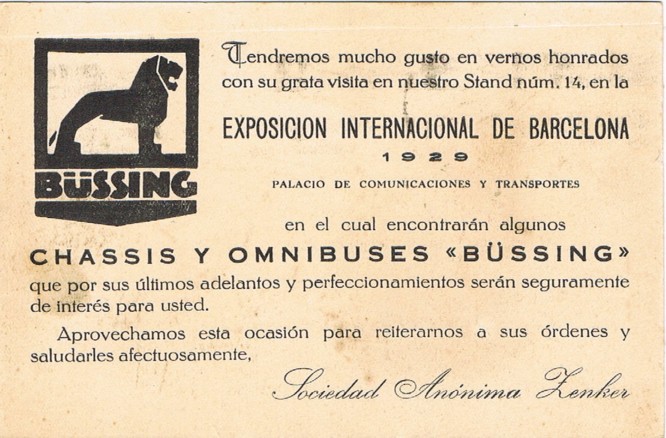 BÜSSING
Tendremos mucho gusto en vernos honrados
con su grata visita en nuestro Stand núm. 14, en la
EXPOSICION INTERNACIONAL DE BARCELONA
1929
PALACIO DE COMUNICACIONES Y TRANSPORTES
en el cual encontrarán algunos
CHASSIS Y OMNIBUSES «BÜSSING»
que por sus últimos adelantos y perfeccionamientos serán seguramente
de interés para usted.
Aprovechamos esta ocasión para reiterarnos a sus órdenes y
saludarles afectuosamente,
Sociedad Anónima Zenker